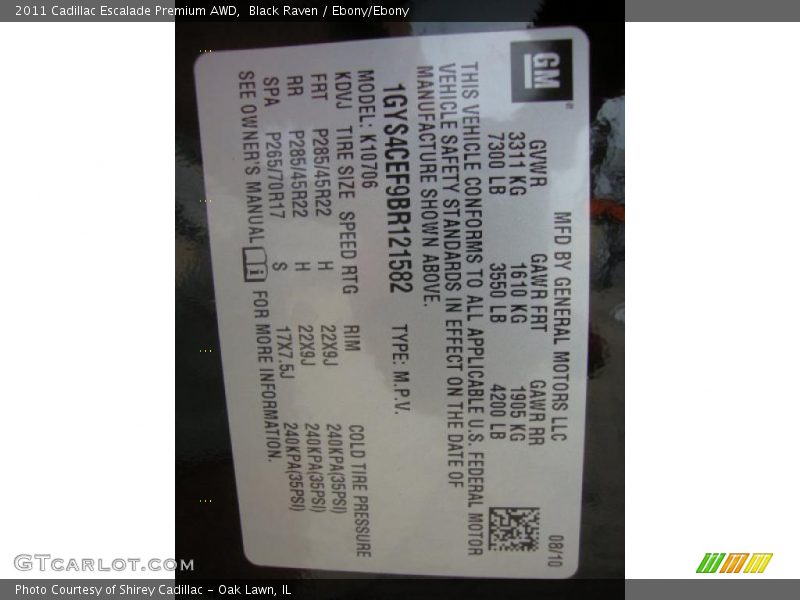 2011 Cadillac Escalade Premium AWD, Black Raven / Ebony/Ebony
GM
MFD BY GENERAL MOTORS LLC 08/10
GVWR GAWR FRT GAWR RR
3311 KG 1610 KG 1905 KG
7300 LB 3550 LB 4200 LB
THIS VEHICLE CONFORMS TO ALL APPLICABLE U.S. FEDERAL MOTOR
VEHICLE SAFETY STANDARDS IN EFFECT ON THE DATE OF
MANUFACTURE SHOWN ABOVE.
1GYS4CEF9BR121582 TYPE: M.P.V.
MODEL: K10706
KDVJ TIRE SIZE SPEED RTG RIM COLD TIRE PRESSURE
FRT P285/45R22 H 22X9J 240KPA(35PSI)
RR P285/45R22 H 22X9J 240KPA(35PSI)
SPA P265/70R17 S 17X7.5J 240KPA(35PSI)
SEE OWNER'S MANUAL i FOR MORE INFORMATION.
GTCARLOT.COM
Photo Courtesy of Shirey Cadillac - Oak Lawn, IL